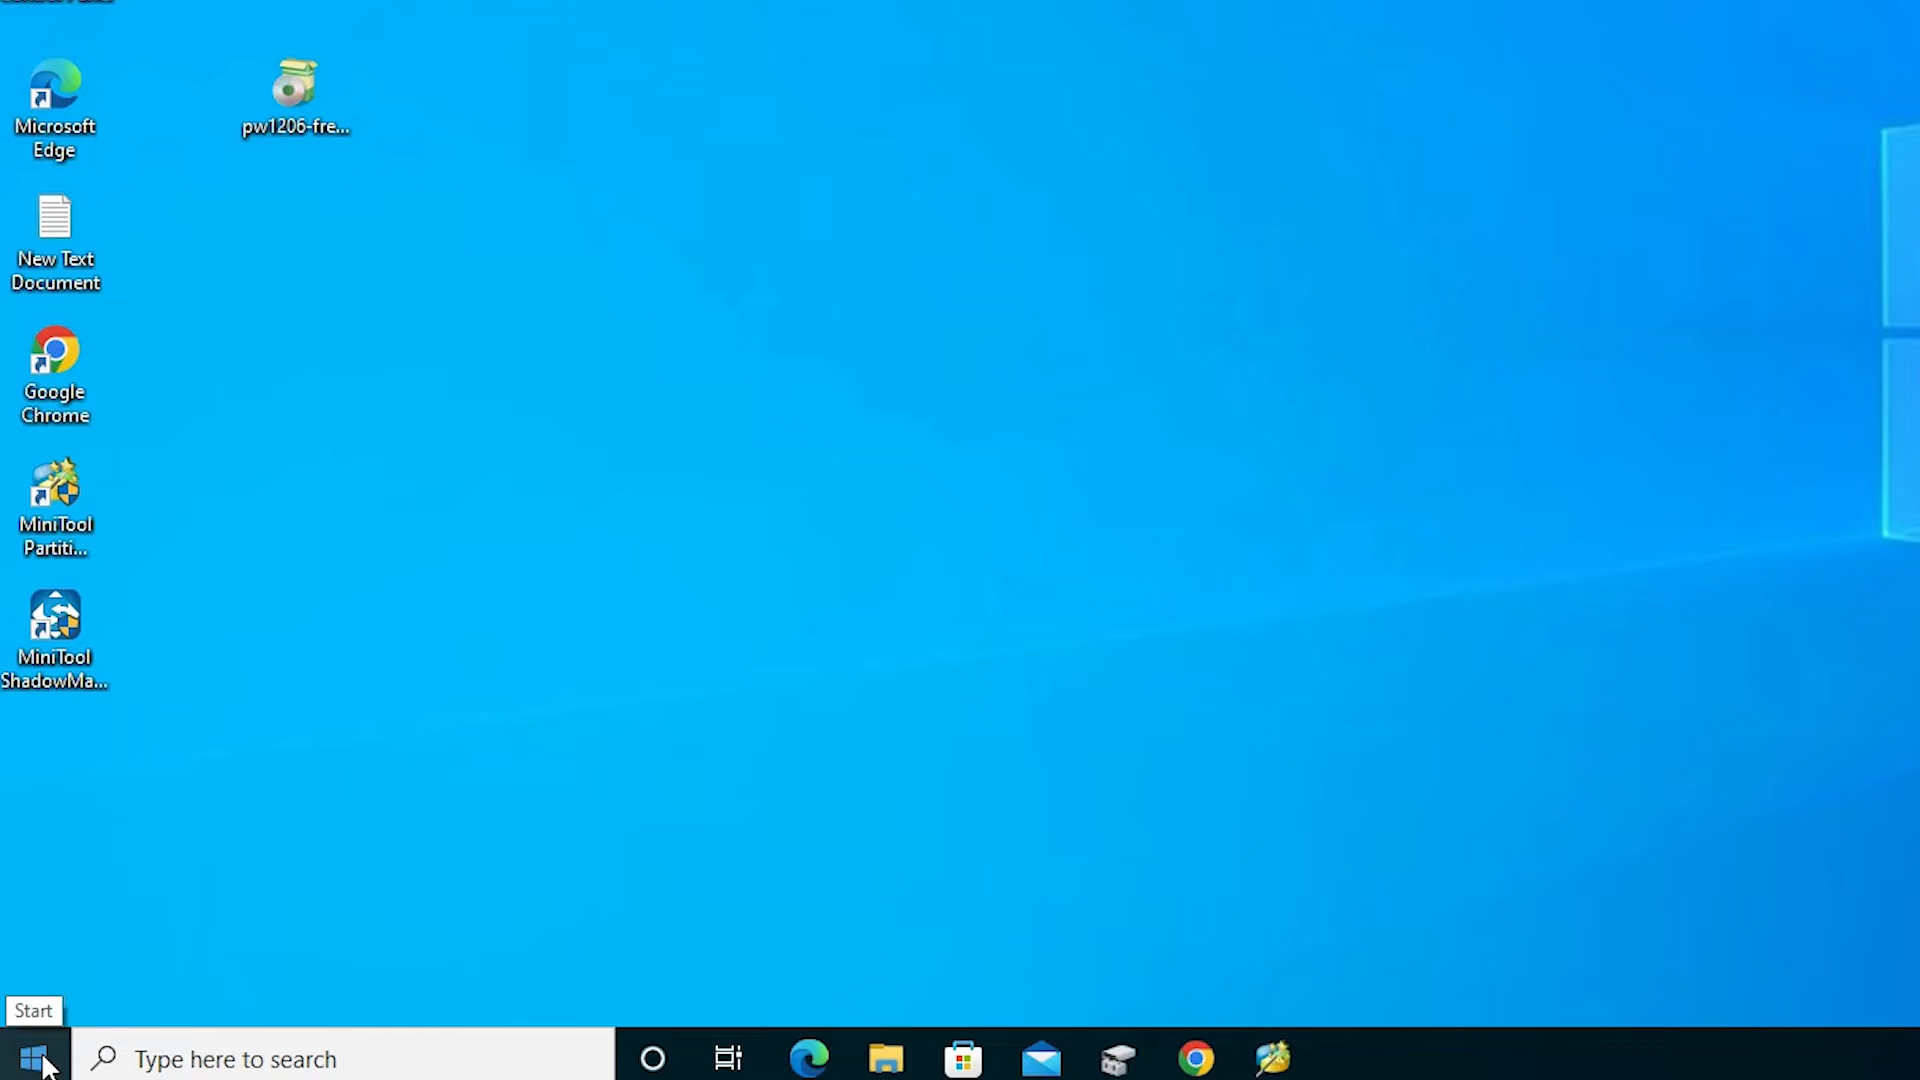 Microsoft
Edge
pw1206-fre...
New Text
Document
Google
Chrome
MiniTool
Partiti...
MiniTool
ShadowMa...
Start
Type here to search